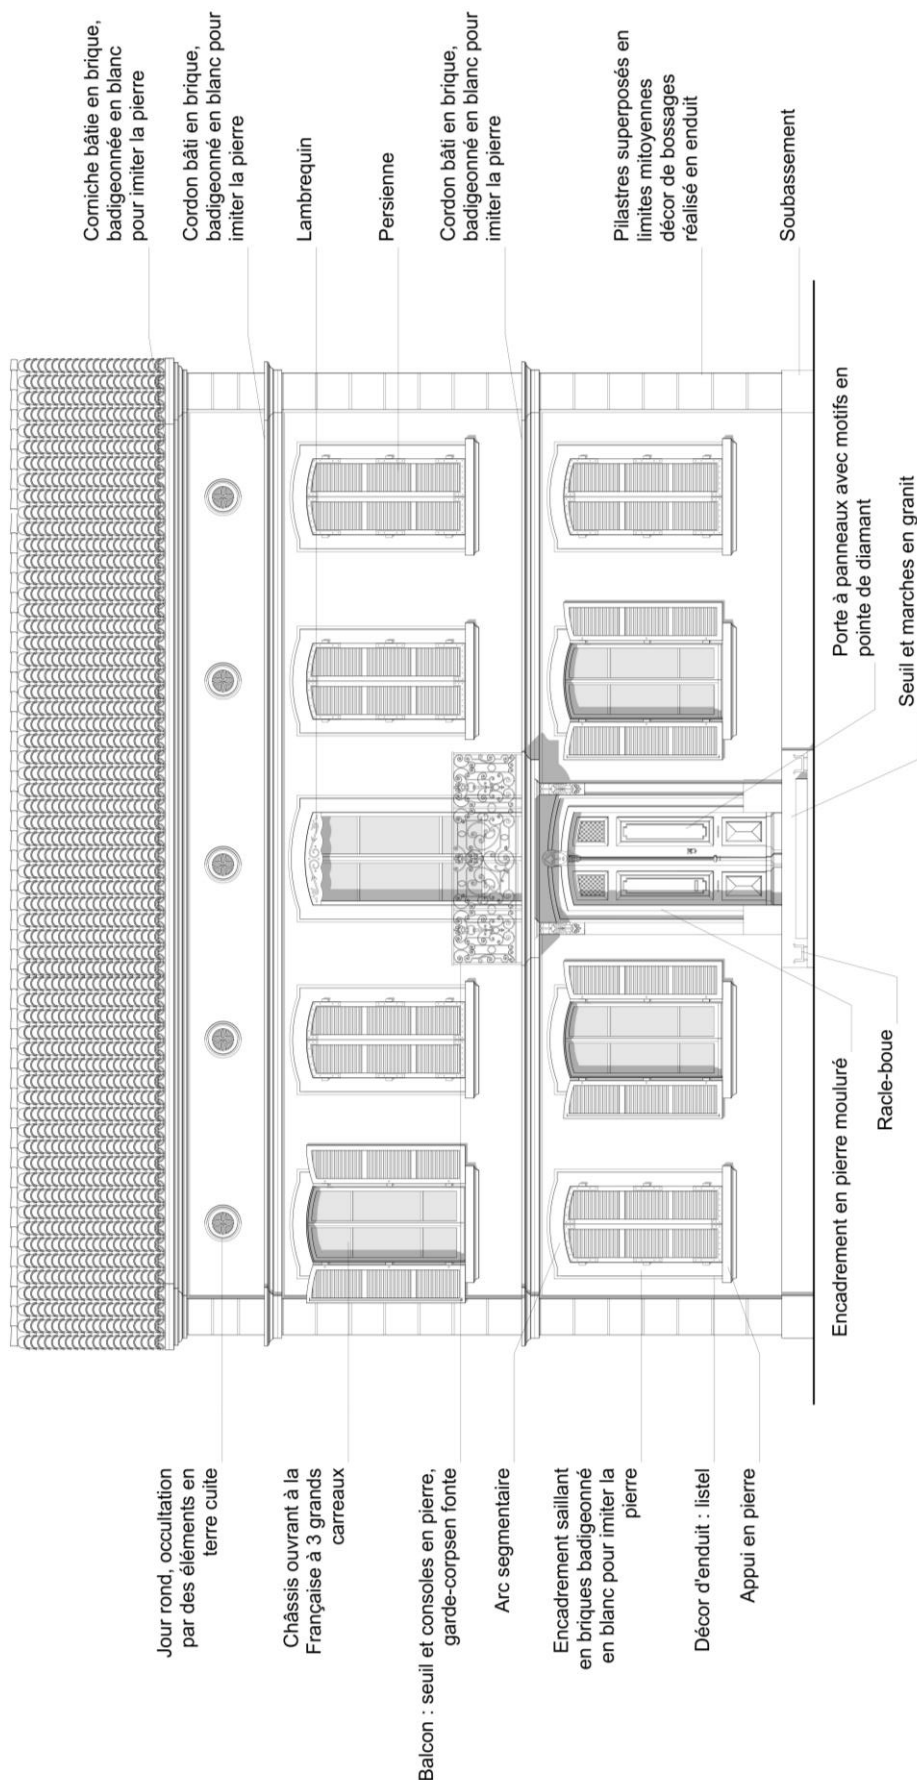 Corniche bâtie en brique,
badigeonnée en blanc
pour imiter la pierre
Cordon bâti en brique,
badigeonné en blanc pour
imiter la pierre
Lambrequin
Persienne
Cordon bâti en brique,
badigeonné en blanc pour
imiter la pierre
Pilastres superposés en
limites mitoyennes
décor de bossages
réalisé en enduit
Soubassement
Jour rond, occultation
par des éléments en
terre cuite
Châssis ouvrant à la
Française à 3 grands
carreaux
Balcon : seuil et consoles en pierre,
garde-corpsen fonte
Arc segmentaire
Encadrement saillant
en briques badigeonné
en blanc pour imiter la
pierre
Décor d'enduit : listel
Appui en pierre
Encadrement en pierre mouluré
Racle-boue
Porte à panneaux avec motifs en
pointe de diamant
Seuil et marches en granit